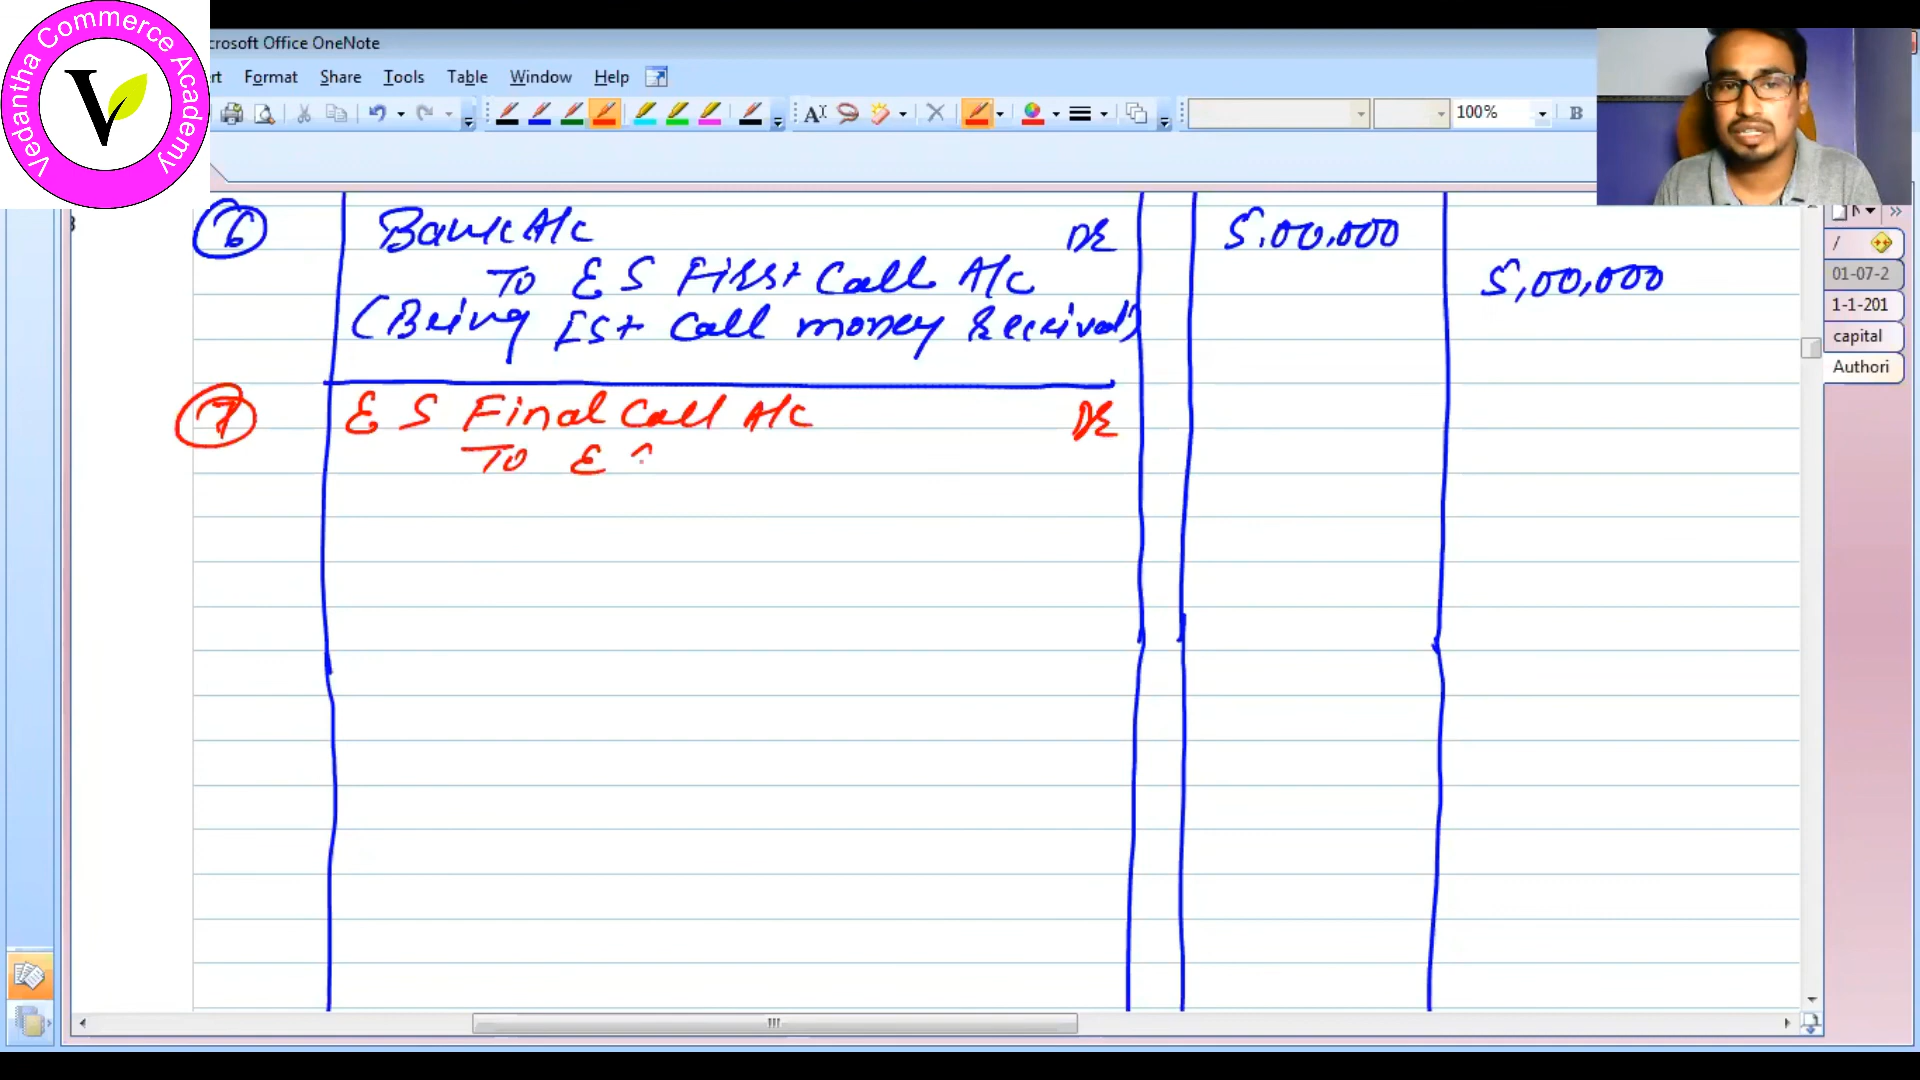 Vedantha Commerce Academy
V
crosoft Office OneNote
rt Format Share Tools Table Window Help
100% B
N
/
01-07-2
1-1-201
capital
Authori
6 Bank A/c Dr 5,00,000
To E S First Call A/c 5,00,000
(Being Ist Call money Received)
7 E S Final Call A/c Dr
To E